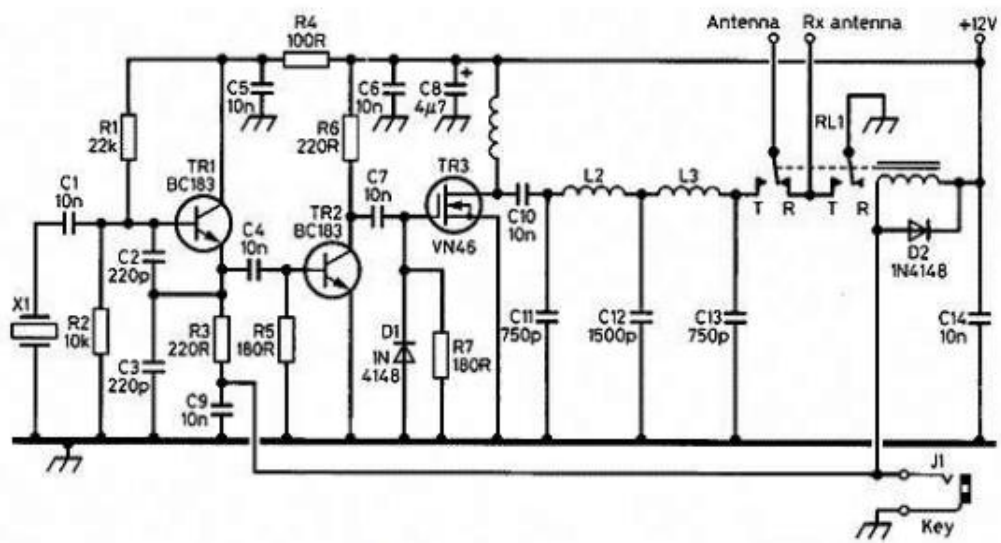 Antenna
Rx antenna
+12V
R4
100R
C5
10n
C6
10n
C8
+
4µ7
RL1
R1
22k
R6
220R
TR1
BC183
TR3
C1
10n
C7
10n
L2
L3
TR2
BC183
C4
10n
C10
10n
T
R
T
R
VN46
C2
220p
D2
1N4148
X1
R2
10k
R3
220R
R5
180R
D1
1N
4148
R7
180R
C11
750p
C12
1500p
C13
750p
C14
10n
C3
220p
C9
10n
J1
Key